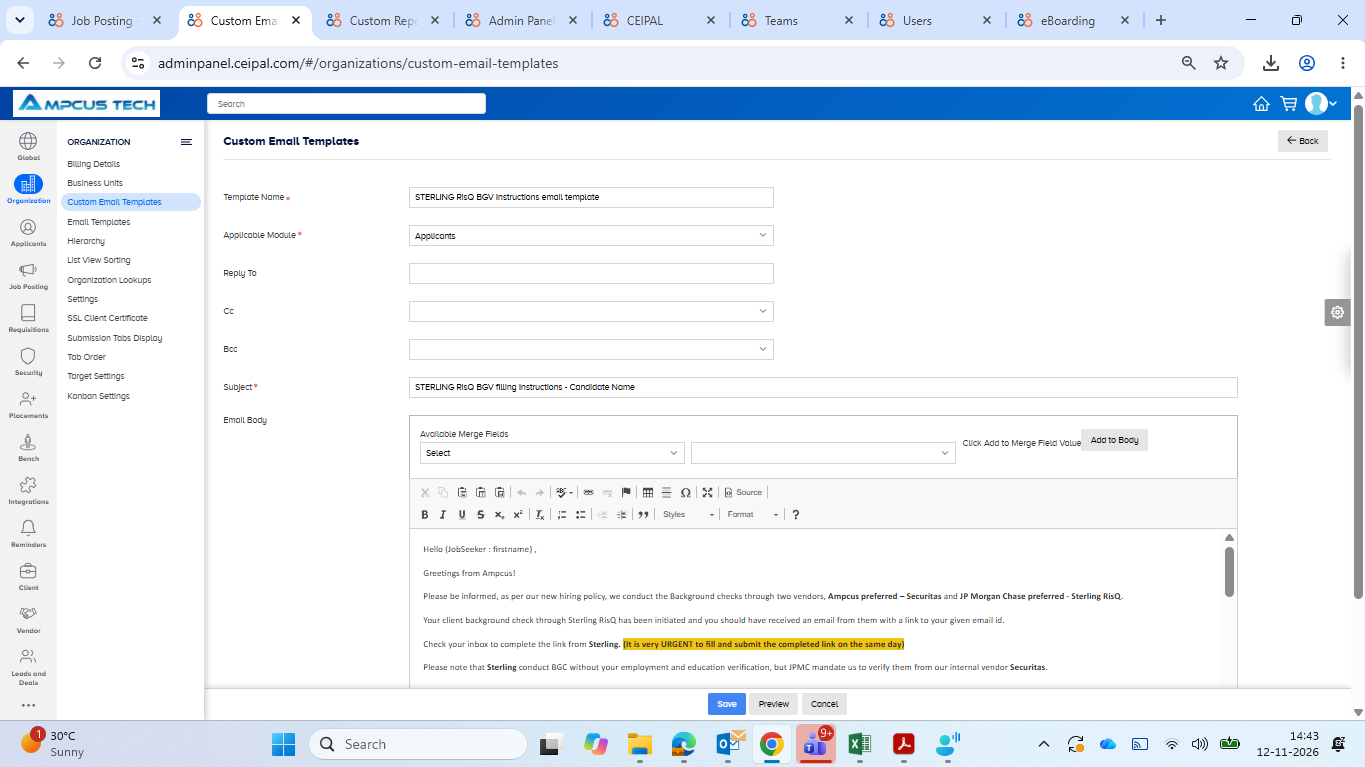 Job Posting -
Custom Ema
Custom Repo
Admin Panel
CEIPAL
Teams
Users
eBoarding
adminpanel.ceipal.com/#/organizations/custom-email-templates
AMPCUS TECH
Search
Global
Organization
Applicants
Job Posting
Requisitions
Security
Placements
Bench
Integrations
Reminders
Client
Vendor
Leads and
Deals
ORGANIZATION
Billing Details
Business Units
Custom Email Templates
Email Templates
Hierarchy
List View Sorting
Organization Lookups
Settings
SSL Client Certificate
Submission Tabs Display
Tab Order
Target Settings
Kanban Settings
Custom Email Templates
Back
Template Name *
STERLING RisQ BGV Instructions email template
Applicable Module *
Applicants
Reply To
Cc
Bcc
Subject *
STERLING RisQ BGV filling Instructions - Candidate Name
Email Body
Available Merge Fields
Select
Click Add to Merge Field Value
Add to Body
Source
Styles
Format
Hello {JobSeeker : firstname} ,
Greetings from Ampcus!
Please be informed, as per our new hiring policy, we conduct the Background checks through two vendors, Ampcus preferred – Securitas and JP Morgan Chase preferred - Sterling RisQ.
Your client background check through Sterling RisQ has been initiated and you should have received an email from them with a link to your given email id.
Check your inbox to complete the link from Sterling. (It is very URGENT to fill and submit the completed link on the same day)
Please note that Sterling conduct BGC without your employment and education verification, but JPMC mandate us to verify them from our internal vendor Securitas.
Save
Preview
Cancel
1
30°C
Sunny
Search
9+
14:43
12-11-2026